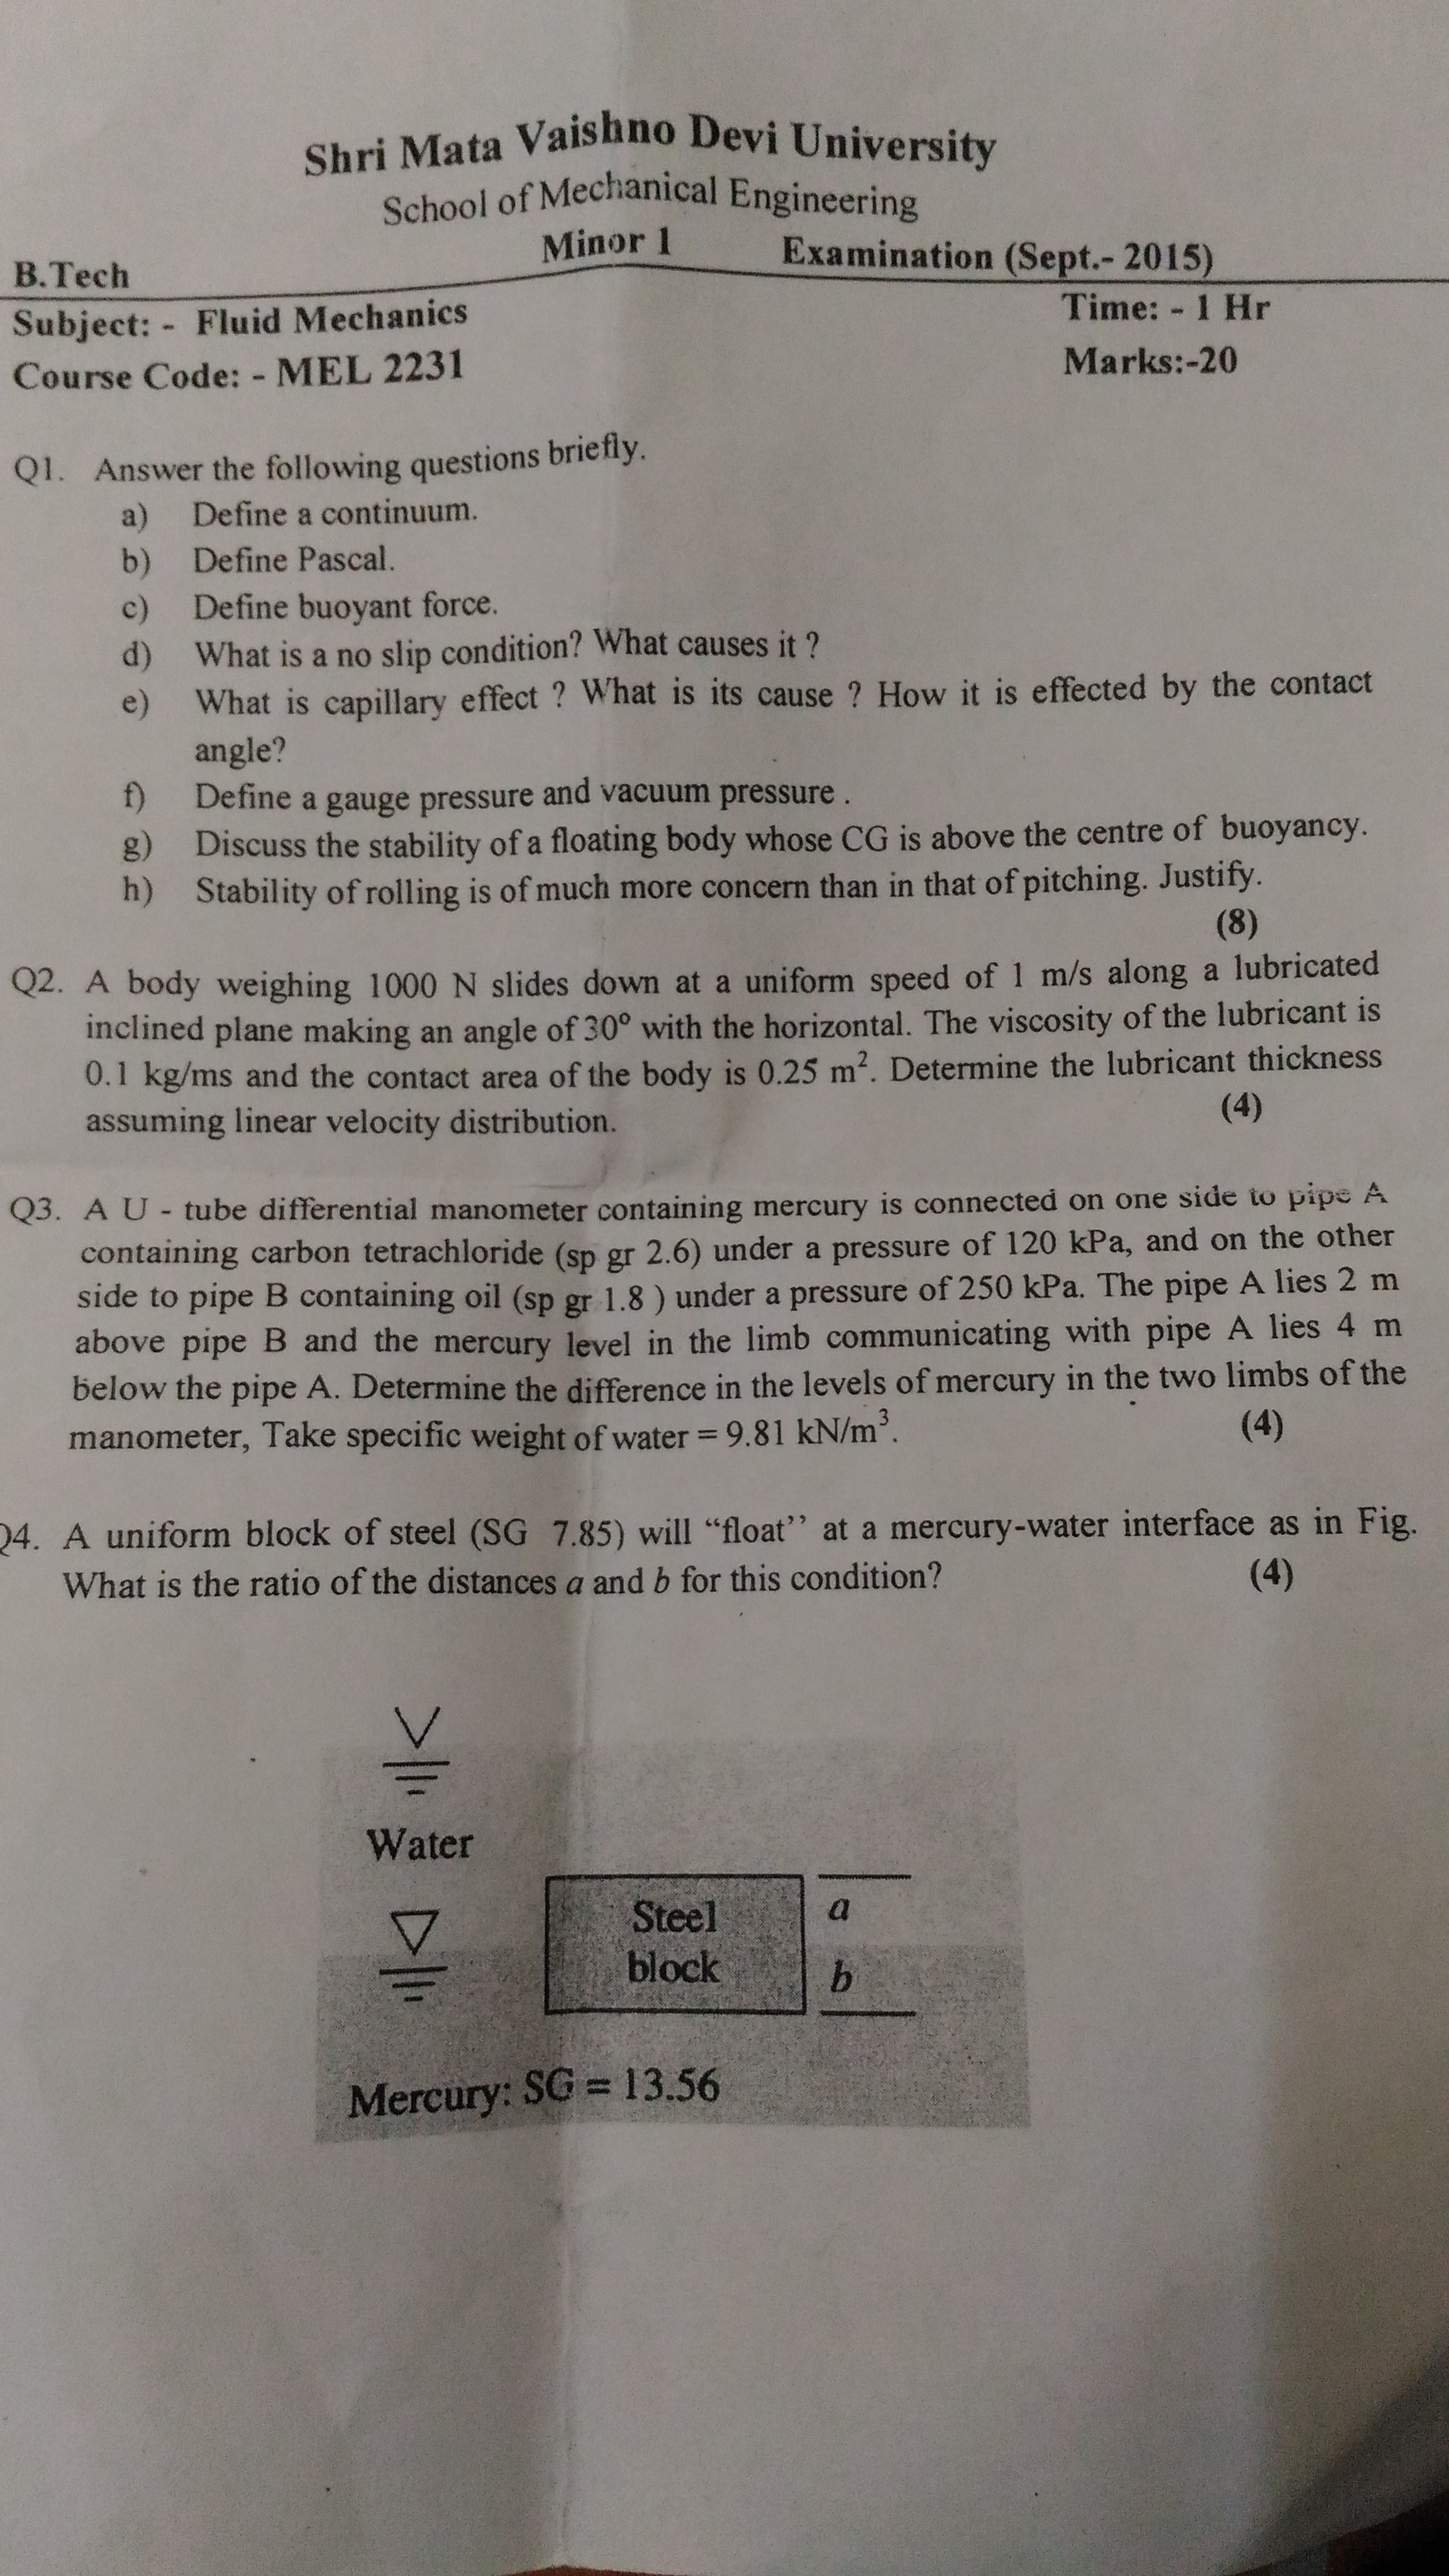 Shri Mata Vaishno Devi University
School of Mechanical Engineering
B.Tech Minor 1 Examination (Sept.- 2015)
Subject: - Fluid Mechanics Time: - 1 Hr
Course Code: - MEL 2231 Marks:-20
Q1. Answer the following questions briefly.
a) Define a continuum.
b) Define Pascal.
c) Define buoyant force.
d) What is a no slip condition? What causes it ?
e) What is capillary effect ? What is its cause ? How it is effected by the contact
angle?
f) Define a gauge pressure and vacuum pressure .
g) Discuss the stability of a floating body whose CG is above the centre of buoyancy.
h) Stability of rolling is of much more concern than in that of pitching. Justify.
(8)
Q2. A body weighing 1000 N slides down at a uniform speed of 1 m/s along a lubricated
inclined plane making an angle of 30° with the horizontal. The viscosity of the lubricant is
0.1 kg/ms and the contact area of the body is 0.25 m². Determine the lubricant thickness
assuming linear velocity distribution. (4)
Q3. A U - tube differential manometer containing mercury is connected on one side to pipe A
containing carbon tetrachloride (sp gr 2.6) under a pressure of 120 kPa, and on the other
side to pipe B containing oil (sp gr 1.8 ) under a pressure of 250 kPa. The pipe A lies 2 m
above pipe B and the mercury level in the limb communicating with pipe A lies 4 m
below the pipe A. Determine the difference in the levels of mercury in the two limbs of the
manometer, Take specific weight of water = 9.81 kN/m³. (4)
Q4. A uniform block of steel (SG 7.85) will “float’’ at a mercury-water interface as in Fig.
What is the ratio of the distances a and b for this condition? (4)
Water
Steel a
block b
Mercury: SG = 13.56